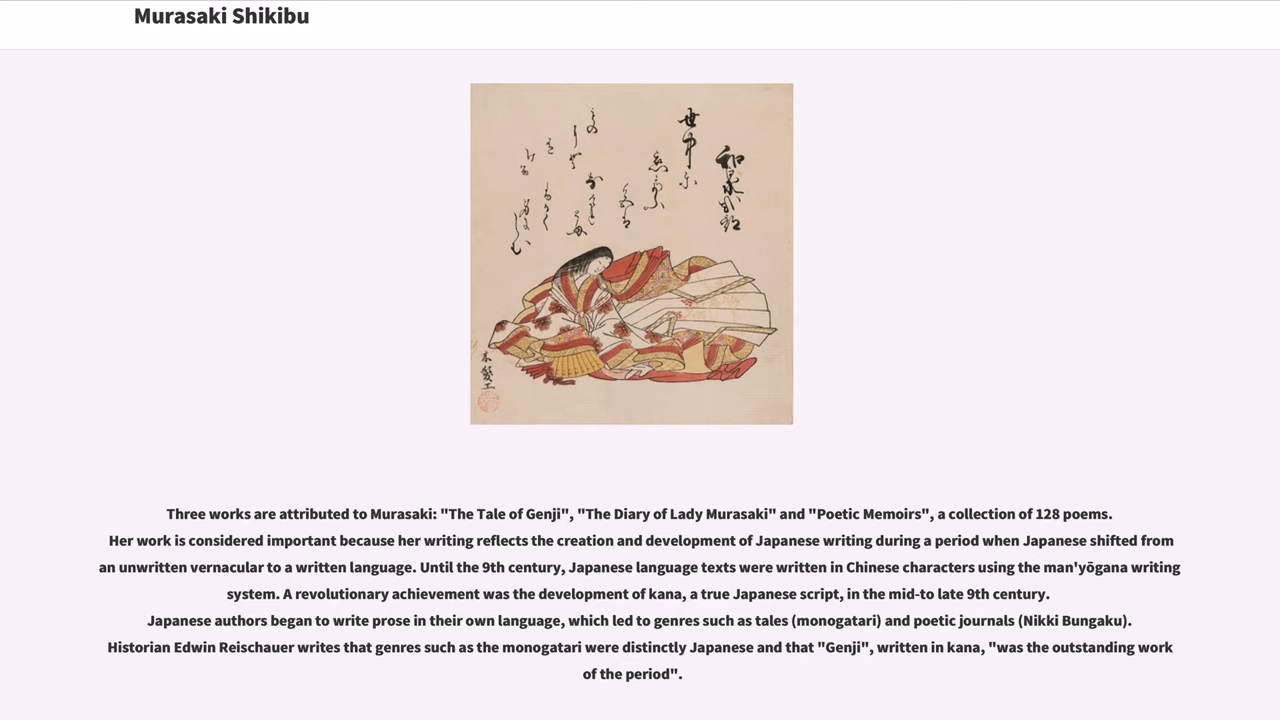 Murasaki Shikibu
和泉式部
世中尓
Three works are attributed to Murasaki: "The Tale of Genji", "The Diary of Lady Murasaki" and "Poetic Memoirs", a collection of 128 poems.
Her work is considered important because her writing reflects the creation and development of Japanese writing during a period when Japanese shifted from
an unwritten vernacular to a written language. Until the 9th century, Japanese language texts were written in Chinese characters using the man'yōgana writing
system. A revolutionary achievement was the development of kana, a true Japanese script, in the mid-to late 9th century.
Japanese authors began to write prose in their own language, which led to genres such as tales (monogatari) and poetic journals (Nikki Bungaku).
Historian Edwin Reischauer writes that genres such as the monogatari were distinctly Japanese and that "Genji", written in kana, "was the outstanding work
of the period".